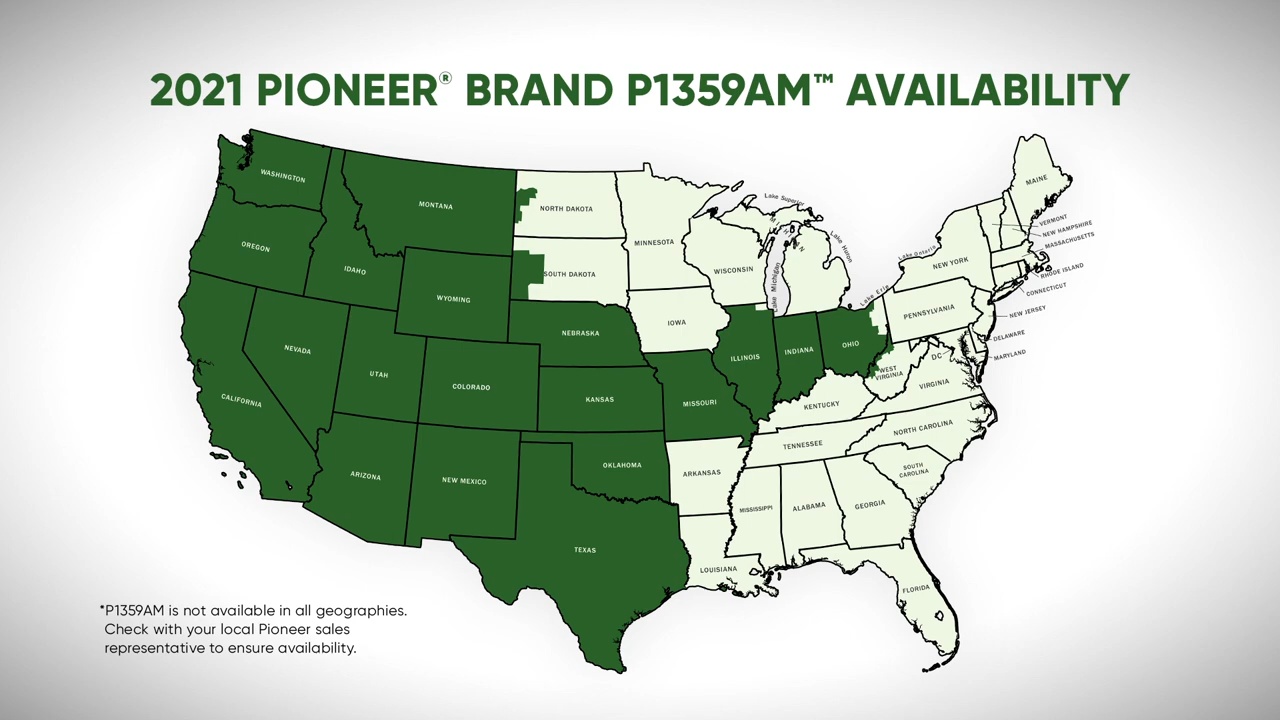 2021 PIONEER® BRAND P1359AM™ AVAILABILITY
WASHINGTON
MONTANA
NORTH DAKOTA
MINNESOTA
Lake Superior
MICHIGAN
Lake Huron
MAINE
VERMONT
NEW HAMPSHIRE
MASSACHUSETTS
OREGON
IDAHO
WYOMING
SOUTH DAKOTA
WISCONSIN
Lake Michigan
Lake Ontario
NEW YORK
RHODE ISLAND
CONNECTICUT
Lake Erie
NEVADA
UTAH
COLORADO
NEBRASKA
IOWA
ILLINOIS
INDIANA
OHIO
PENNSYLVANIA
NEW JERSEY
DELAWARE
MARYLAND
DC
WEST
VIRGINIA
VIRGINIA
CALIFORNIA
KANSAS
MISSOURI
KENTUCKY
NORTH CAROLINA
TENNESSEE
ARIZONA
NEW MEXICO
OKLAHOMA
ARKANSAS
SOUTH
CAROLINA
MISSISSIPPI
ALABAMA
GEORGIA
TEXAS
LOUISIANA
FLORIDA
*P1359AM is not available in all geographies.
Check with your local Pioneer sales
representative to ensure availability.